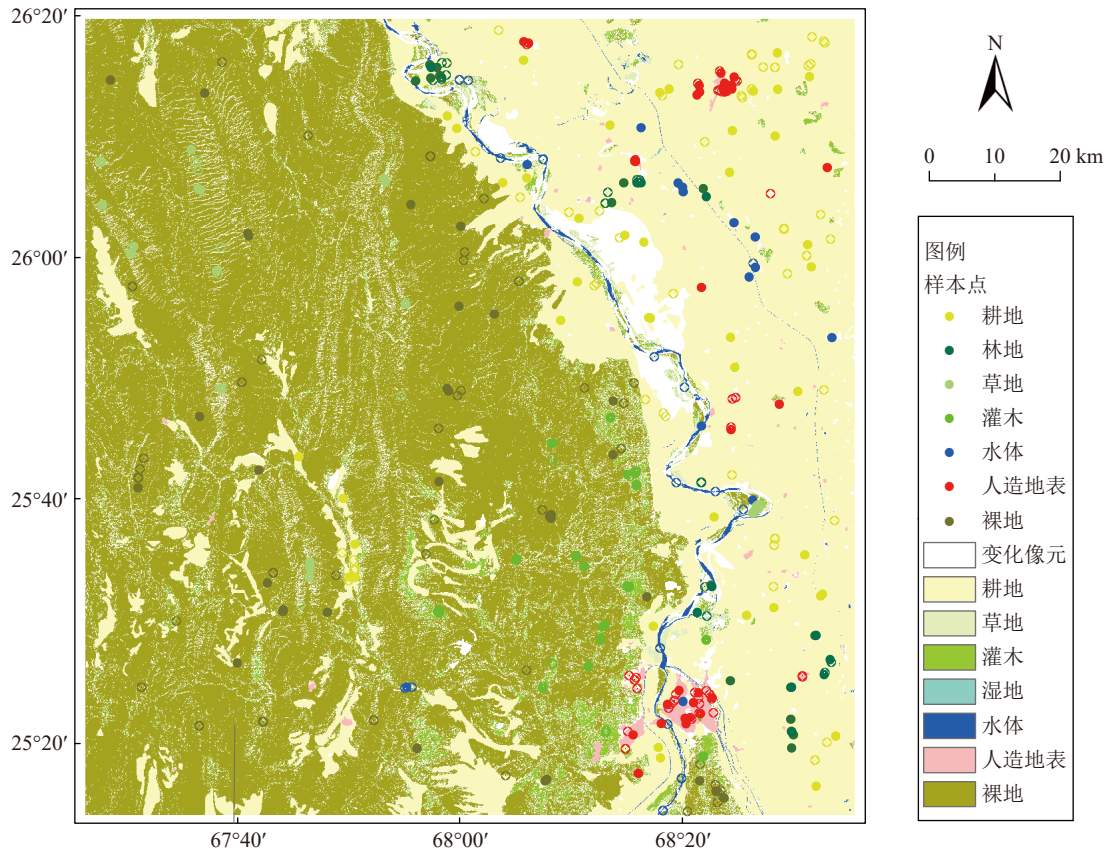 26°20′
26°00′
25°40′
25°20′
67°40′
68°00′
68°20′
N
0 10 20 km
图例
样本点
耕地
林地
草地
灌木
水体
人造地表
裸地
变化像元
耕地
草地
灌木
湿地
水体
人造地表
裸地